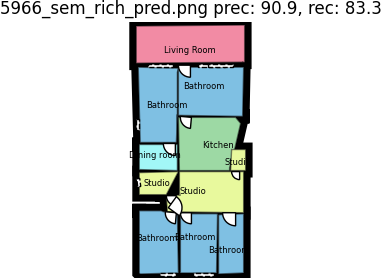 5966_sem_rich_pred.png prec: 90.9, rec: 83.3
Living Room
Bathroom
Bathroom
Kitchen
Dining room
Studio
Studio
Studio
Bathroom
Bathroom
Bathroom